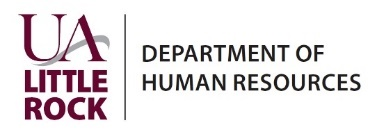 UA
LITTLE
ROCK
DEPARTMENT OF
HUMAN RESOURCES